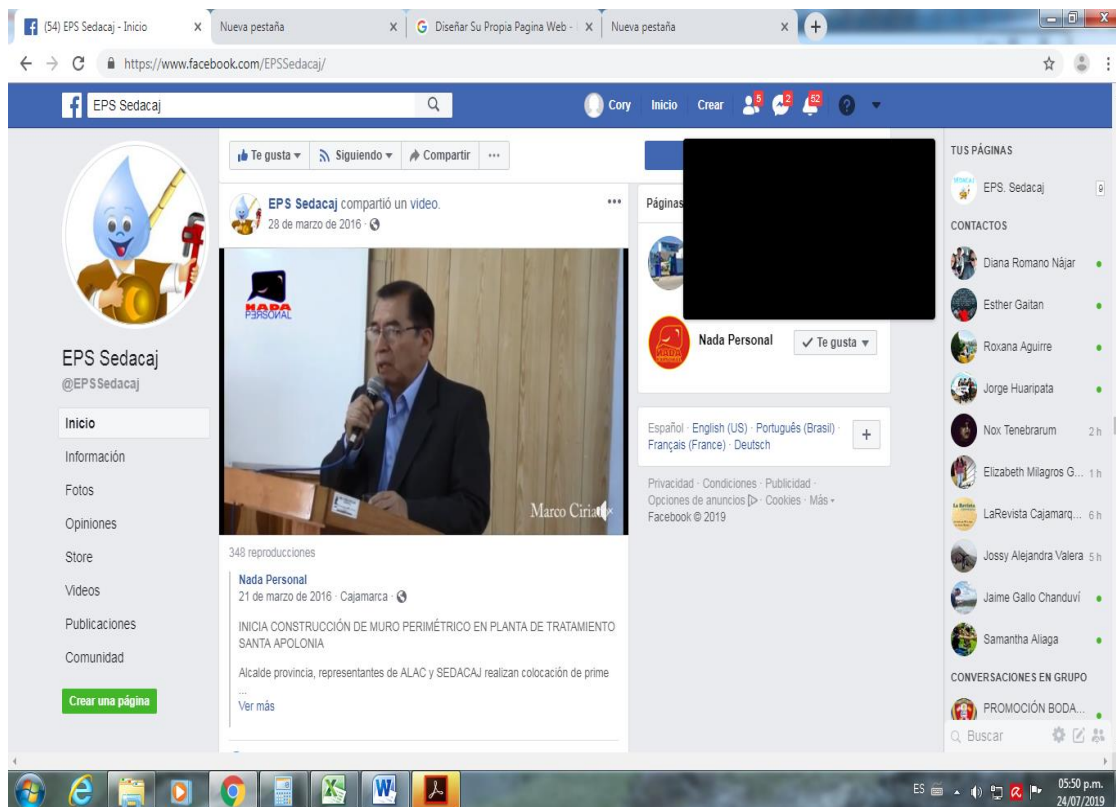 (54) EPS Sedacaj - Inicio
Nueva pestaña
Diseñar Su Propia Pagina Web -
Nueva pestaña
https://www.facebook.com/EPSSedacaj/
EPS Sedacaj
Cory
Inicio
Crear
5
2
52
Te gusta
Siguiendo
Compartir
EPS Sedacaj compartió un video.
28 de marzo de 2016
NADA
PERSONAL
348 reproducciones
Nada Personal
21 de marzo de 2016 · Cajamarca ·
INICIA CONSTRUCCIÓN DE MURO PERIMÉTRICO EN PLANTA DE TRATAMIENTO
SANTA APOLONIA
Alcalde provincia, representantes de ALAC y SEDACAJ realizan colocación de prime
...
Ver más
EPS Sedacaj
@EPSSedacaj
Inicio
Información
Fotos
Opiniones
Store
Videos
Publicaciones
Comunidad
Crear una página
Páginas
Nada Personal
Te gusta
Español · English (US) · Português (Brasil) ·
Français (France) · Deutsch
Privacidad · Condiciones · Publicidad ·
Opciones de anuncios · Cookies · Más
Facebook © 2019
TUS PÁGINAS
EPS. Sedacaj
9
CONTACTOS
Diana Romano Nájar
Esther Gaitan
Roxana Aguirre
Jorge Huaripata
Nox Tenebrarum 2 h
Elizabeth Milagros G... 1 h
LaRevista Cajamarq... 6 h
Jossy Alejandra Valera 5 h
Jaime Gallo Chanduví
Samantha Aliaga
CONVERSACIONES EN GRUPO
PROMOCIÓN BODA...
Buscar
ES
05:50 p.m.
24/07/2019